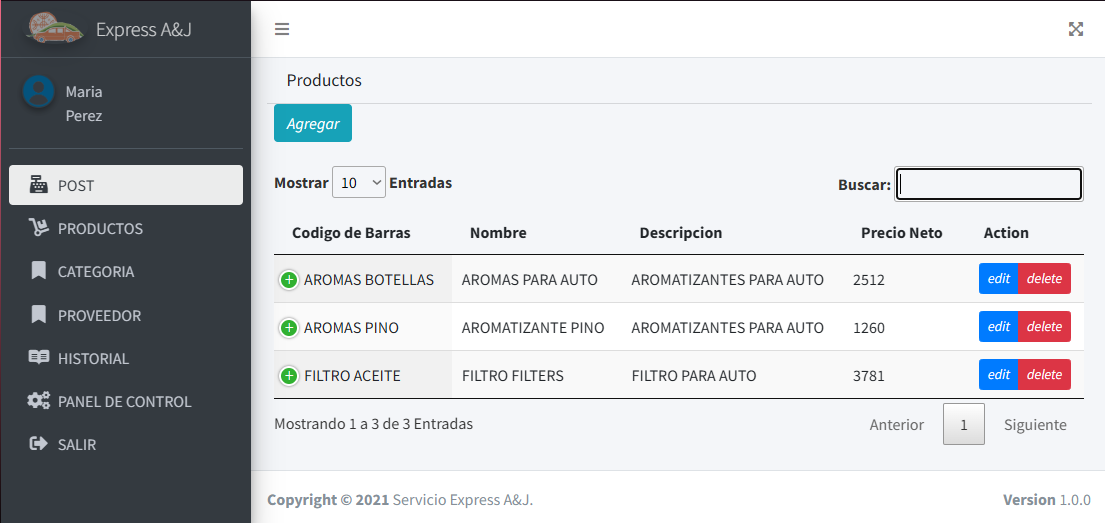 Express A&J
Maria
Perez
POST
PRODUCTOS
CATEGORIA
PROVEEDOR
HISTORIAL
PANEL DE CONTROL
SALIR
Productos
Agregar
Mostrar 10 Entradas
Buscar:
Codigo de Barras Nombre Descripcion Precio Neto Action
AROMAS BOTELLAS AROMAS PARA AUTO AROMATIZANTES PARA AUTO 2512 edit delete
AROMAS PINO AROMATIZANTE PINO AROMATIZANTES PARA AUTO 1260 edit delete
FILTRO ACEITE FILTRO FILTERS FILTRO PARA AUTO 3781 edit delete
Mostrando 1 a 3 de 3 Entradas
Anterior 1 Siguiente
Copyright © 2021 Servicio Express A&J.
Version 1.0.0